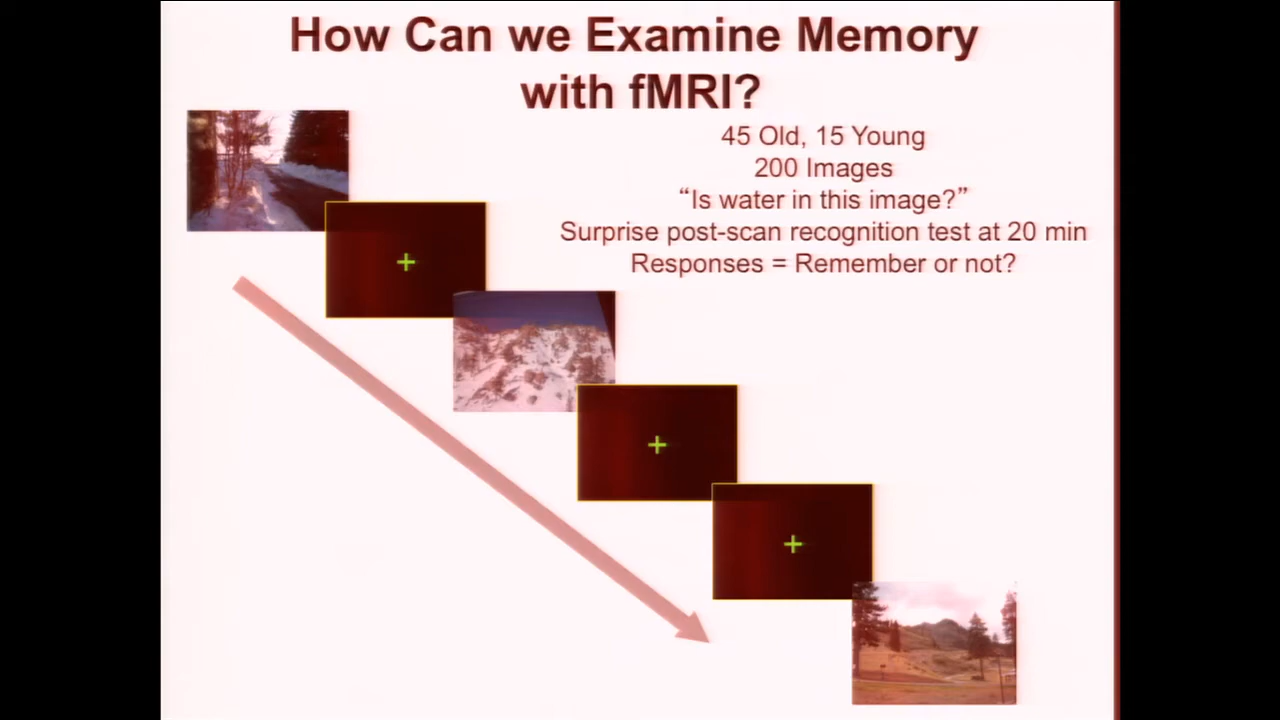 How Can we Examine Memory
with fMRI?
45 Old, 15 Young
200 Images
“Is water in this image?”
Surprise post-scan recognition test at 20 min
Responses = Remember or not?